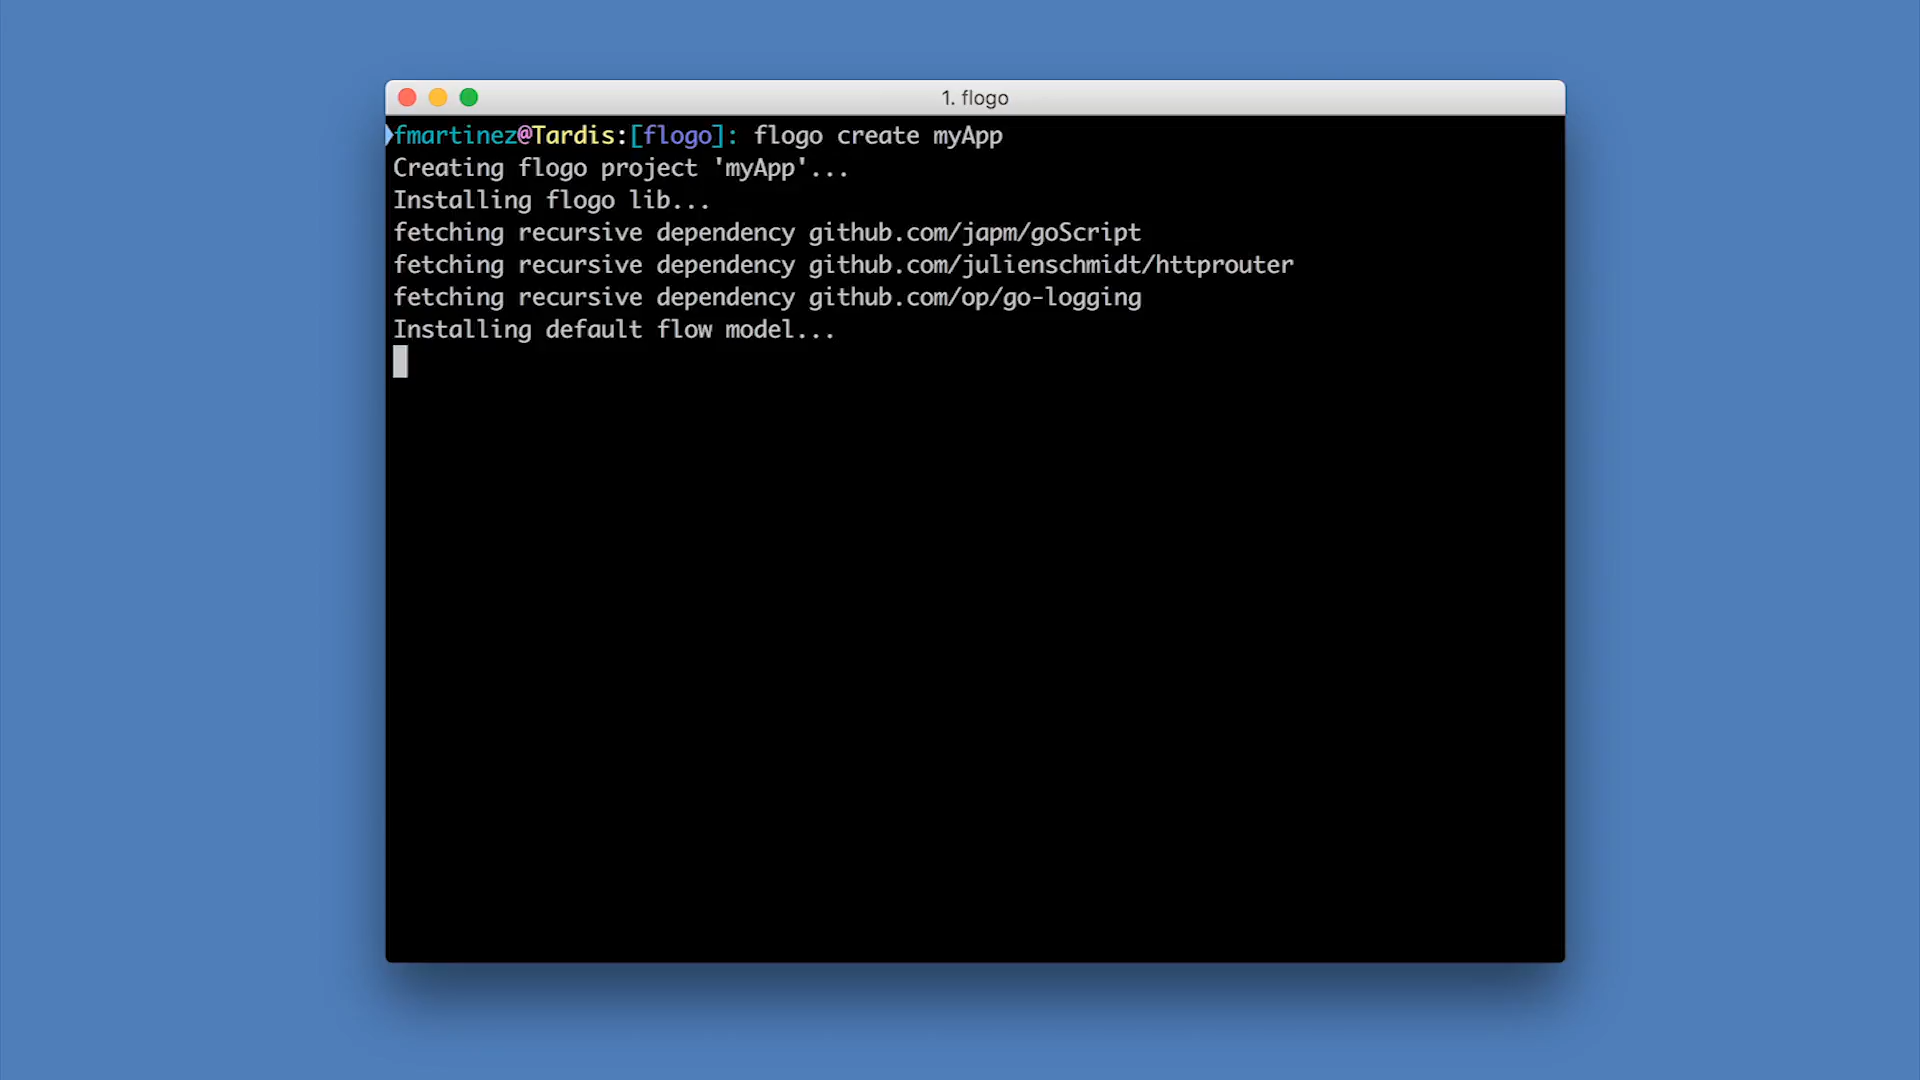 1. flogo
fmartinez@Tardis:[flogo]: flogo create myApp
Creating flogo project 'myApp'...
Installing flogo lib...
fetching recursive dependency github.com/japm/goScript
fetching recursive dependency github.com/julienschmidt/httprouter
fetching recursive dependency github.com/op/go-logging
Installing default flow model...